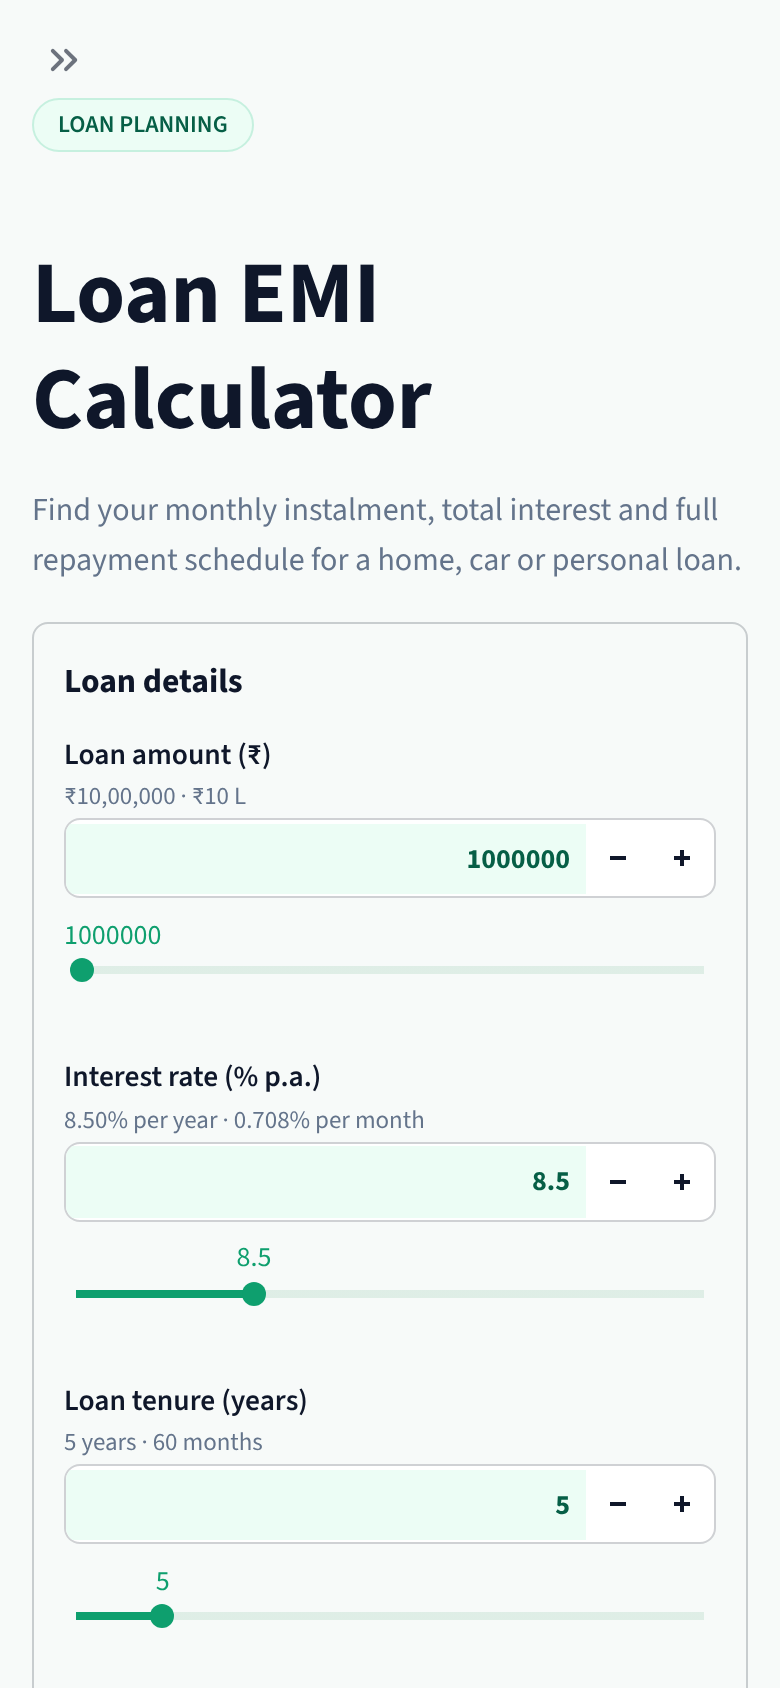 LOAN PLANNING
Loan EMI
Calculator
Find your monthly instalment, total interest and full
repayment schedule for a home, car or personal loan.
Loan details
Loan amount (₹)
₹10,00,000 · ₹10 L
1000000 − +
1000000
Interest rate (% p.a.)
8.50% per year · 0.708% per month
8.5 − +
8.5
Loan tenure (years)
5 years · 60 months
5 − +
5